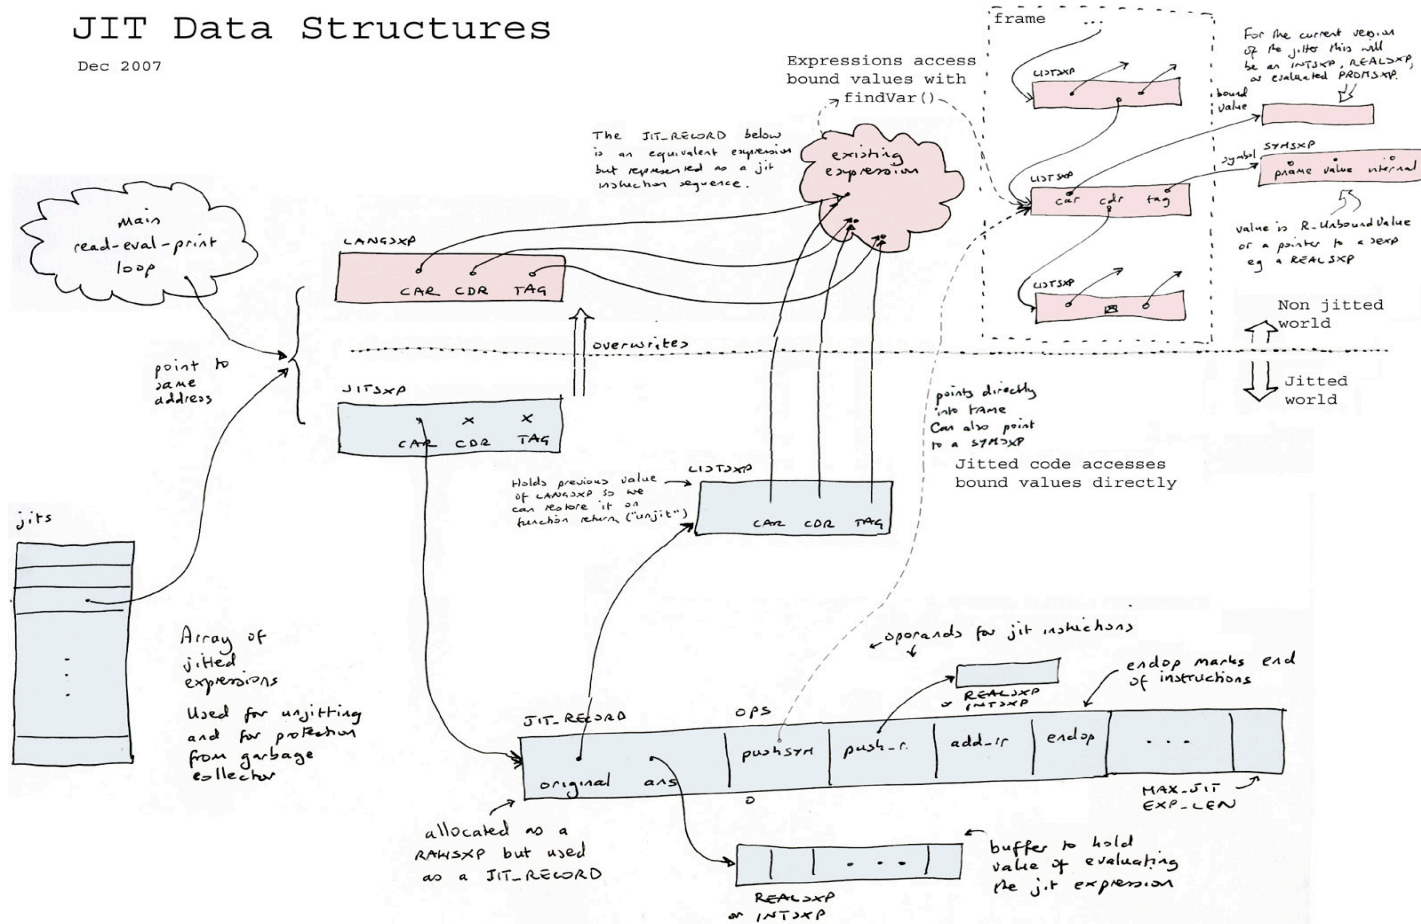 JIT Data Structures
Dec 2007
main
read-eval-print
loop
point to
same
address
jits
Array of
jitted
expressions
Used for unjitting
and for protection
from garbage
collector
The JIT_RECORD below
is an equivalent expression
but represented as a jit
instruction sequence.
LANGSXP
CAR CDR TAG
overwrites
JITSXP
x x
CAR CDR TAG
Expressions access
bound values with
findVar()
existing
expression
frame
...
LISTSXP
LISTSXP
car cdr tag
LISTSXP
For the current version
of the jitter this will
be an INTSXP, REALSXP,
or evaluated PROMSXP.
bound
value
symbol
SYMSXP
pname value internal
value is R_UnboundValue
or a pointer to a SEXP
eg a REALSXP
Non jitted
world
Jitted
world
points directly
into frame
Can also point
to a SYMSXP
Jitted code accesses
bound values directly
Holds previous value
of LANGSXP so we
can restore it on
function return ("unjit")
LISTSXP
CAR CDR TAG
operands for jit instructions
REALSXP
or INTSXP
endop marks end
of instructions
JIT_RECORD
OPS
original ans pushsym push_r. add_ir endop ...
0
MAX_JIT
EXP_LEN
allocated as a
RAWSXP but used
as a JIT_RECORD
...
REALSXP
or INTSXP
buffer to hold
value of evaluating
the jit expression